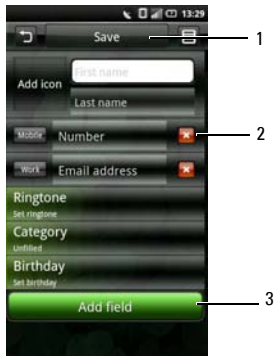 13:29
Save
1
Add icon
First name
Last name
Mobile
Number
2
Work
Email address
Ringtone
Set ringtone
Category
Unfilled
Birthday
Set birthday
Add field
3